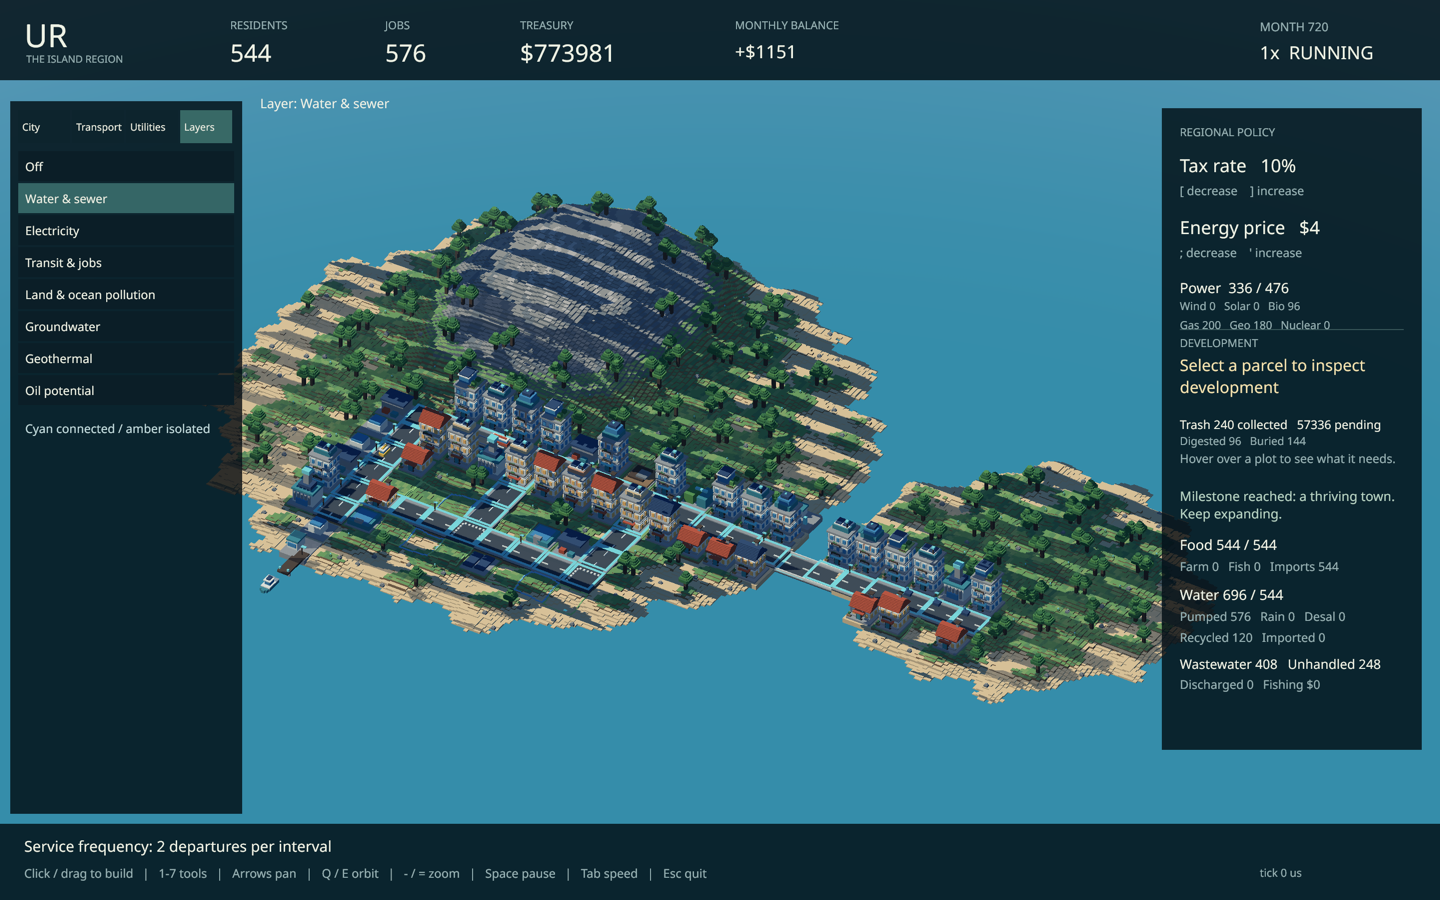 UR
THE ISLAND REGION
RESIDENTS
544
JOBS
576
TREASURY
$773981
MONTHLY BALANCE
+$1151
MONTH 720
1x RUNNING
City Transport Utilities Layers
Off
Water & sewer
Electricity
Transit & jobs
Land & ocean pollution
Groundwater
Geothermal
Oil potential
Cyan connected / amber isolated
Layer: Water & sewer
REGIONAL POLICY
Tax rate 10%
[ decrease ] increase
Energy price $4
; decrease ' increase
Power 336 / 476
Wind 0 Solar 0 Bio 96
Gas 200 Geo 180 Nuclear 0
DEVELOPMENT
Select a parcel to inspect
development
Trash 240 collected 57336 pending
Digested 96 Buried 144
Hover over a plot to see what it needs.
Milestone reached: a thriving town.
Keep expanding.
Food 544 / 544
Farm 0 Fish 0 Imports 544
Water 696 / 544
Pumped 576 Rain 0 Desal 0
Recycled 120 Imported 0
Wastewater 408 Unhandled 248
Discharged 0 Fishing $0
Service frequency: 2 departures per interval
Click / drag to build | 1-7 tools | Arrows pan | Q / E orbit | - / = zoom | Space pause | Tab speed | Esc quit
tick 0 us